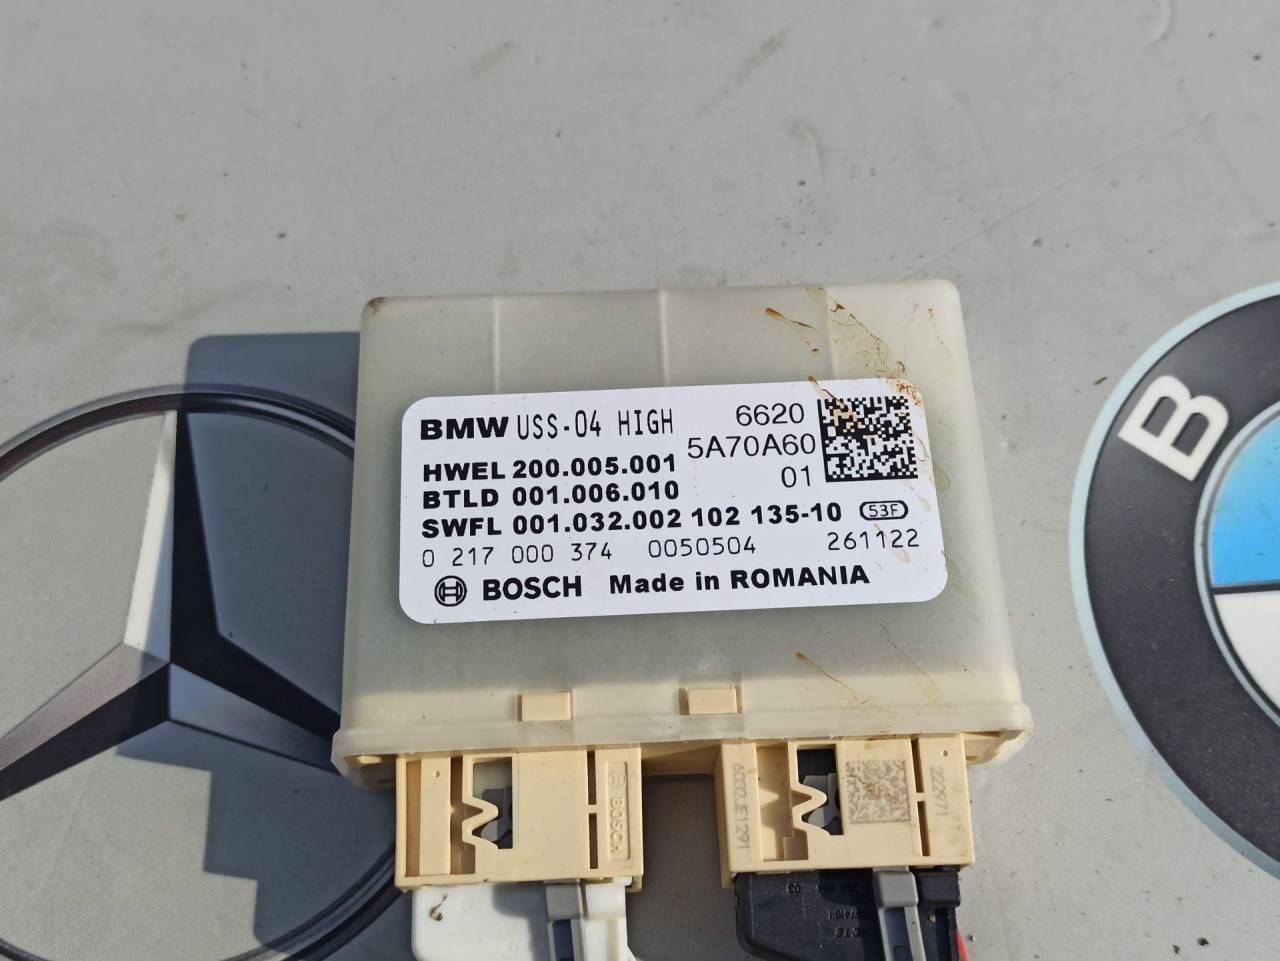 BMW USS-04 HIGH 6620
5A70A60
HWEL 200.005.001
01
BTLD 001.006.010
SWFL 001.032.002 102 135-10 53F
0 217 000 374 0050504 261122
BOSCH Made in ROMANIA
B
BOSCH
222671